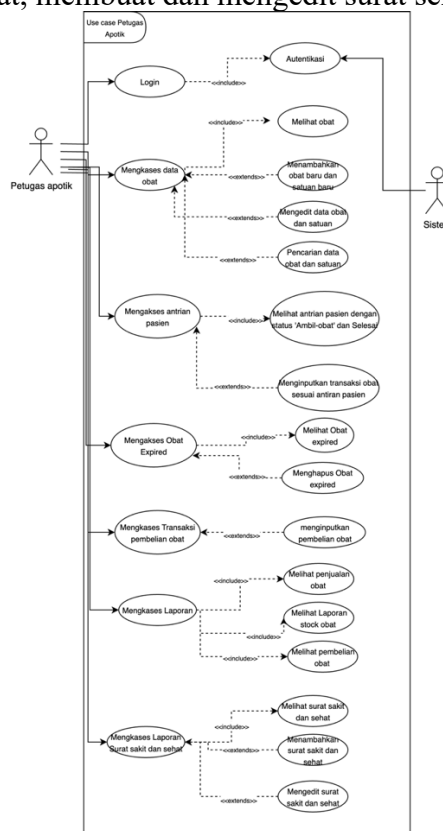 at, membuat dan mengedit surat se
Use case Petugas
Apotik
Login
<<include>>
Autentikasi
Petugas apotik
Siste
Mengkases data
obat
<<include>>
Melihat obat
<<extends>>
Menambahkan
obat baru dan
satuan baru
<<extends>>
Mengedit data obat
dan satuan
<<extends>>
Pencarian data
obat dan satuan
Mengakses antrian
pasien
<<include>>
Melihat antrian pasien dengan
status 'Ambil-obat' dan Selesai
<<extends>>
Menginputkan transaksi obat
sesuai antiran pasien
Mengakses Obat
Expired
<<include>>
Melihat Obat
expired
<<extends>>
Menghapus Obat
expired
Mengkases Transaksi
pembelian obat
<<extends>>
menginputkan
pembelian obat
Mengkases Laporan
<<include>>
Melihat penjualan
obat
<<include>>
Melihat Laporan
stock obat
<<include>>
Melihat pembelian
obat
Mengkases Laporan
Surat sakit dan sehat
<<include>>
Melihat surat sakit
dan sehat
<<extends>>
Menambahkan
surat sakit dan
sehat
<<extends>>
Mengedit surat
sakit dan sehat